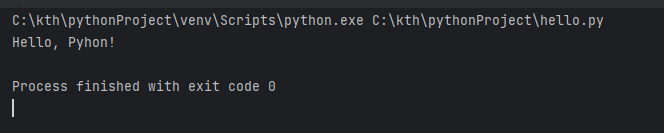 C:\kth\pythonProject\venv\Scripts\python.exe C:\kth\pythonProject\hello.py
Hello, Pyhon!
Process finished with exit code 0